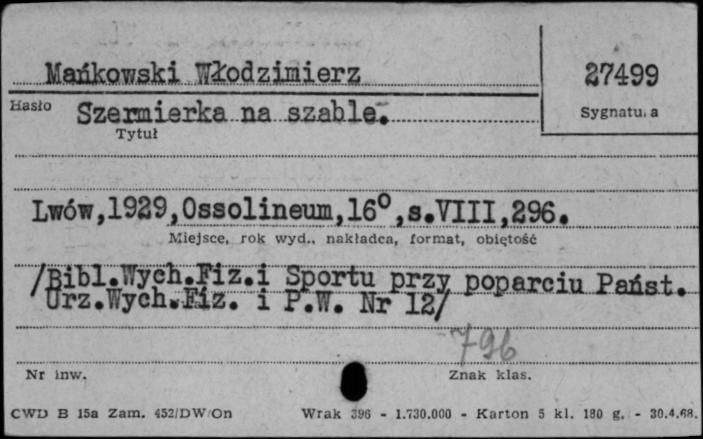 Mańkowski Włodzimierz
27499
Hasło
Sygnatu.a
Szermierka na szable.
Tytuł
Lwów,1929,Ossolineum,16°,s.VIII,296.
Miejsce, rok wyd., nakładca, format, objętość
/Bibl.Wych.Fiz.i Sportu przy poparciu Państ.
Urz.Wych.Fiz. i P.W. Nr 12/
796
Nr inw.
Znak klas.
CWD B 15a Zam. 452/DW/On Wrak 396 - 1.730.000 - Karton 5 kl. 180 g. - 30.4.68.